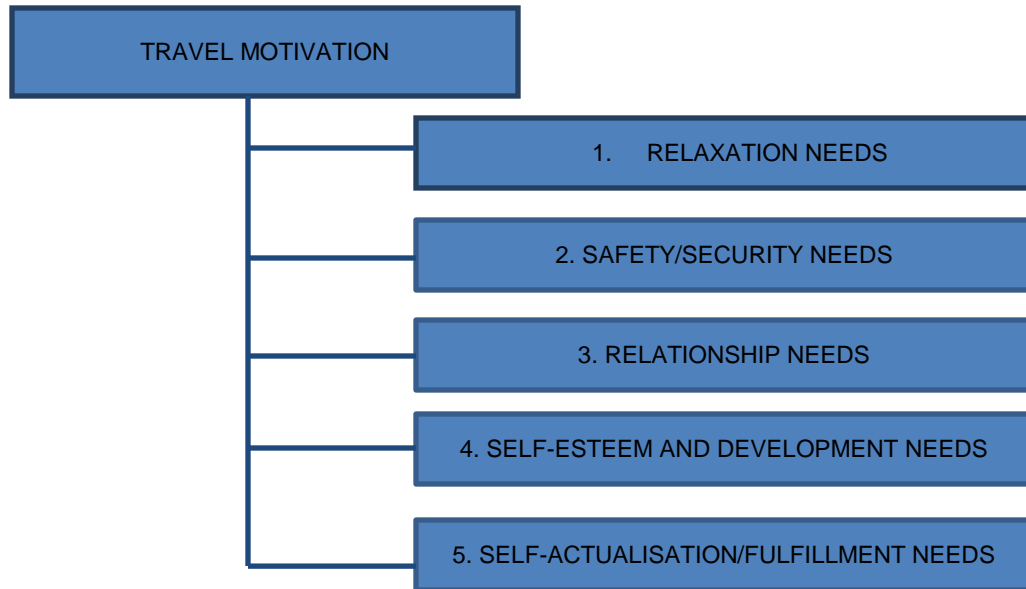 TRAVEL MOTIVATION
1. RELAXATION NEEDS
2. SAFETY/SECURITY NEEDS
3. RELATIONSHIP NEEDS
4. SELF-ESTEEM AND DEVELOPMENT NEEDS
5. SELF-ACTUALISATION/FULFILLMENT NEEDS